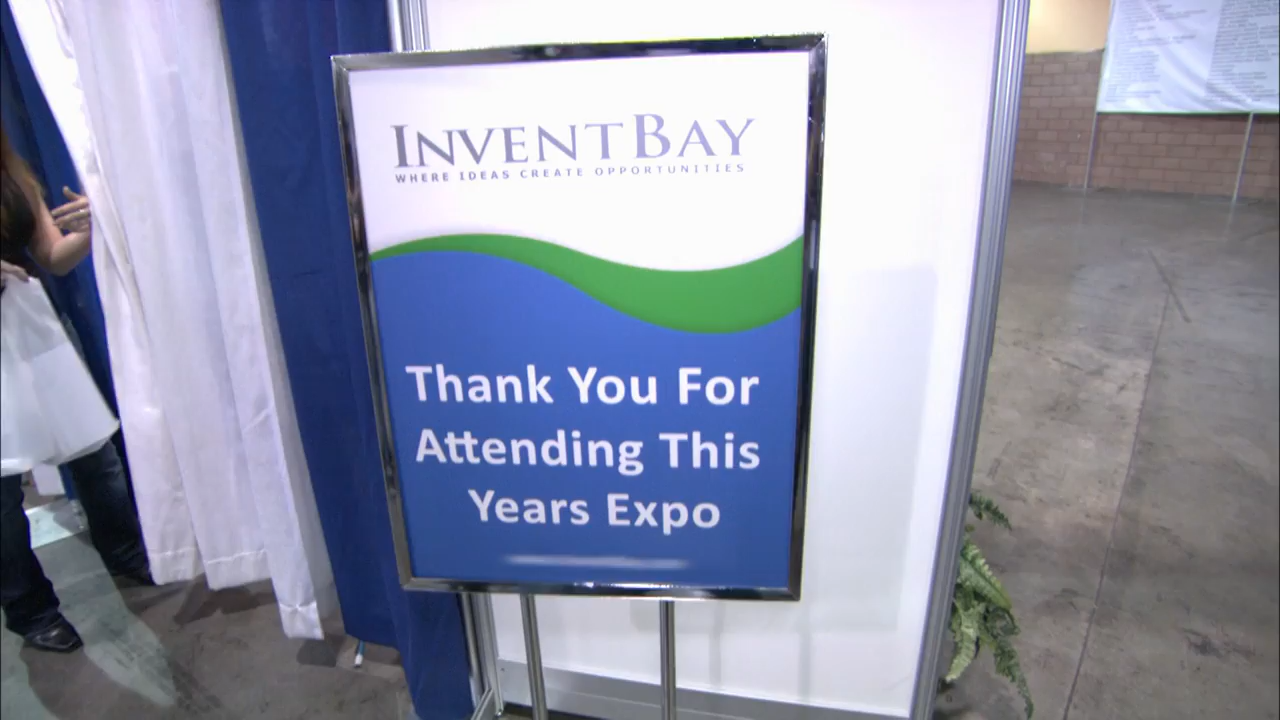 INVENTBAY
WHERE IDEAS CREATE OPPORTUNITIES
Thank You For
Attending This
Years Expo